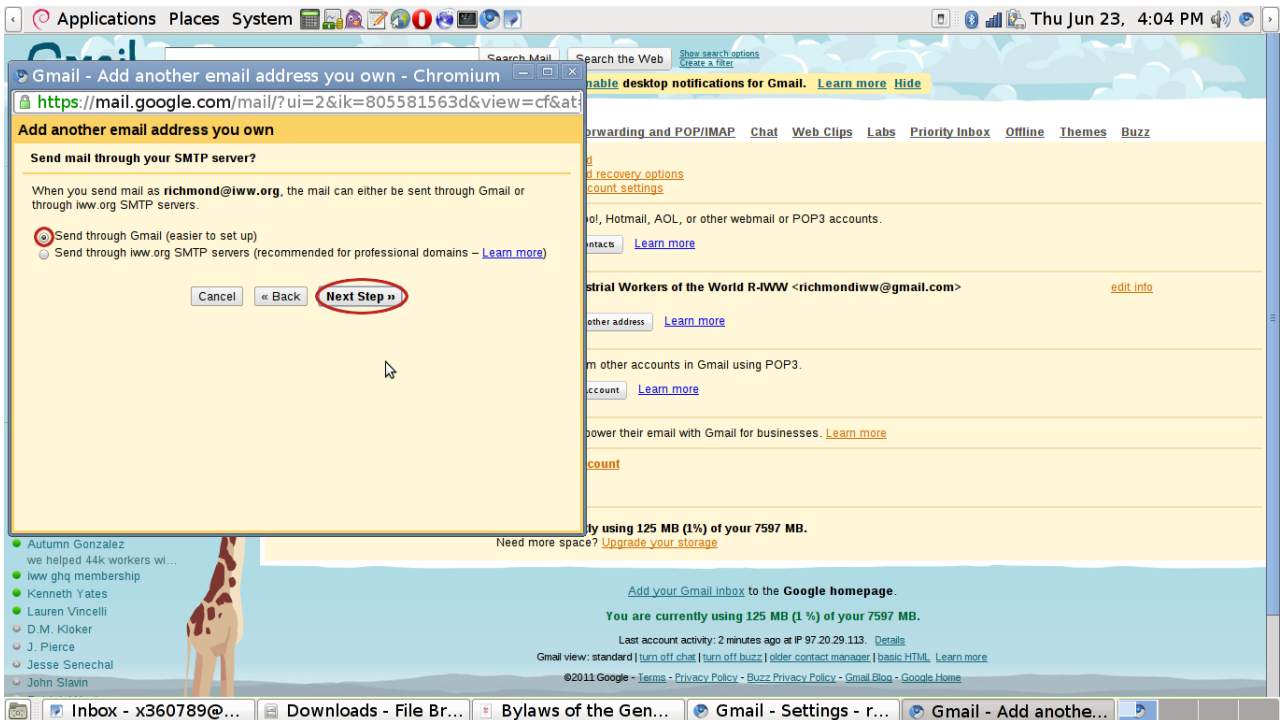 Applications Places System
Thu Jun 23, 4:04 PM
Gmail
Search Mail
Search the Web
Show search options
Create a filter
Gmail - Add another email address you own - Chromium
nable desktop notifications for Gmail. Learn more Hide
https://mail.google.com/mail/?ui=2&ik=805581563d&view=cf&at=
Add another email address you own
orwarding and POP/IMAP Chat Web Clips Labs Priority Inbox Offline Themes Buzz
Send mail through your SMTP server?
d
d recovery options
count settings
When you send mail as richmond@iww.org, the mail can either be sent through Gmail or
through iww.org SMTP servers.
oo!, Hotmail, AOL, or other webmail or POP3 accounts.
ntacts Learn more
Send through Gmail (easier to set up)
Send through iww.org SMTP servers (recommended for professional domains – Learn more)
Cancel « Back Next Step »
strial Workers of the World R-IWW <richmondiww@gmail.com> edit info
other address Learn more
m other accounts in Gmail using POP3.
ccount Learn more
power their email with Gmail for businesses. Learn more
count
ly using 125 MB (1%) of your 7597 MB.
Need more space? Upgrade your storage
Autumn Gonzalez
we helped 44k workers wi...
iww ghq membership
Kenneth Yates
Lauren Vincelli
D.M. Kloker
J. Pierce
Jesse Senechal
John Slavin
Add your Gmail inbox to the Google homepage.
You are currently using 125 MB (1 %) of your 7597 MB.
Last account activity: 2 minutes ago at IP 97.20.29.113. Details
Gmail view: standard | turn off chat | turn off buzz | older contact manager | basic HTML Learn more
©2011 Google - Terms - Privacy Policy - Buzz Privacy Policy - Gmail Blog - Google Home
Inbox - x360789@...
Downloads - File Br...
Bylaws of the Gen...
Gmail - Settings - r...
Gmail - Add anothe...